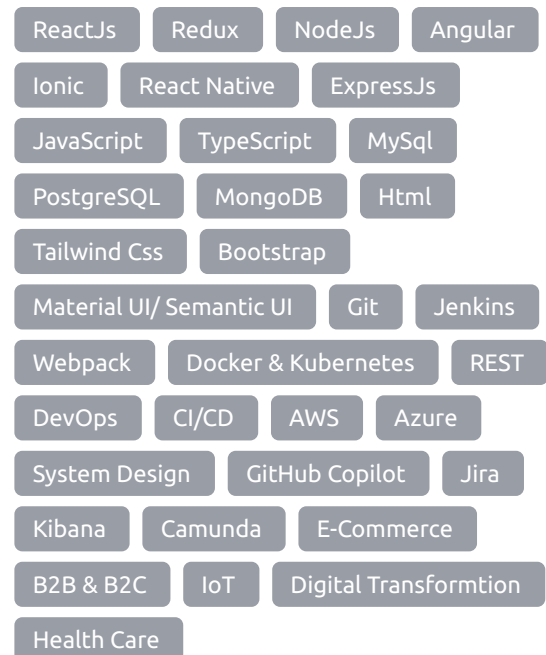 ReactJs Redux NodeJs Angular
Ionic React Native ExpressJs
JavaScript TypeScript MySql
PostgreSQL MongoDB Html
Tailwind Css Bootstrap
Material UI/ Semantic UI Git Jenkins
Webpack Docker & Kubernetes REST
DevOps CI/CD AWS Azure
System Design GitHub Copilot Jira
Kibana Camunda E-Commerce
B2B & B2C IoT Digital Transformtion
Health Care